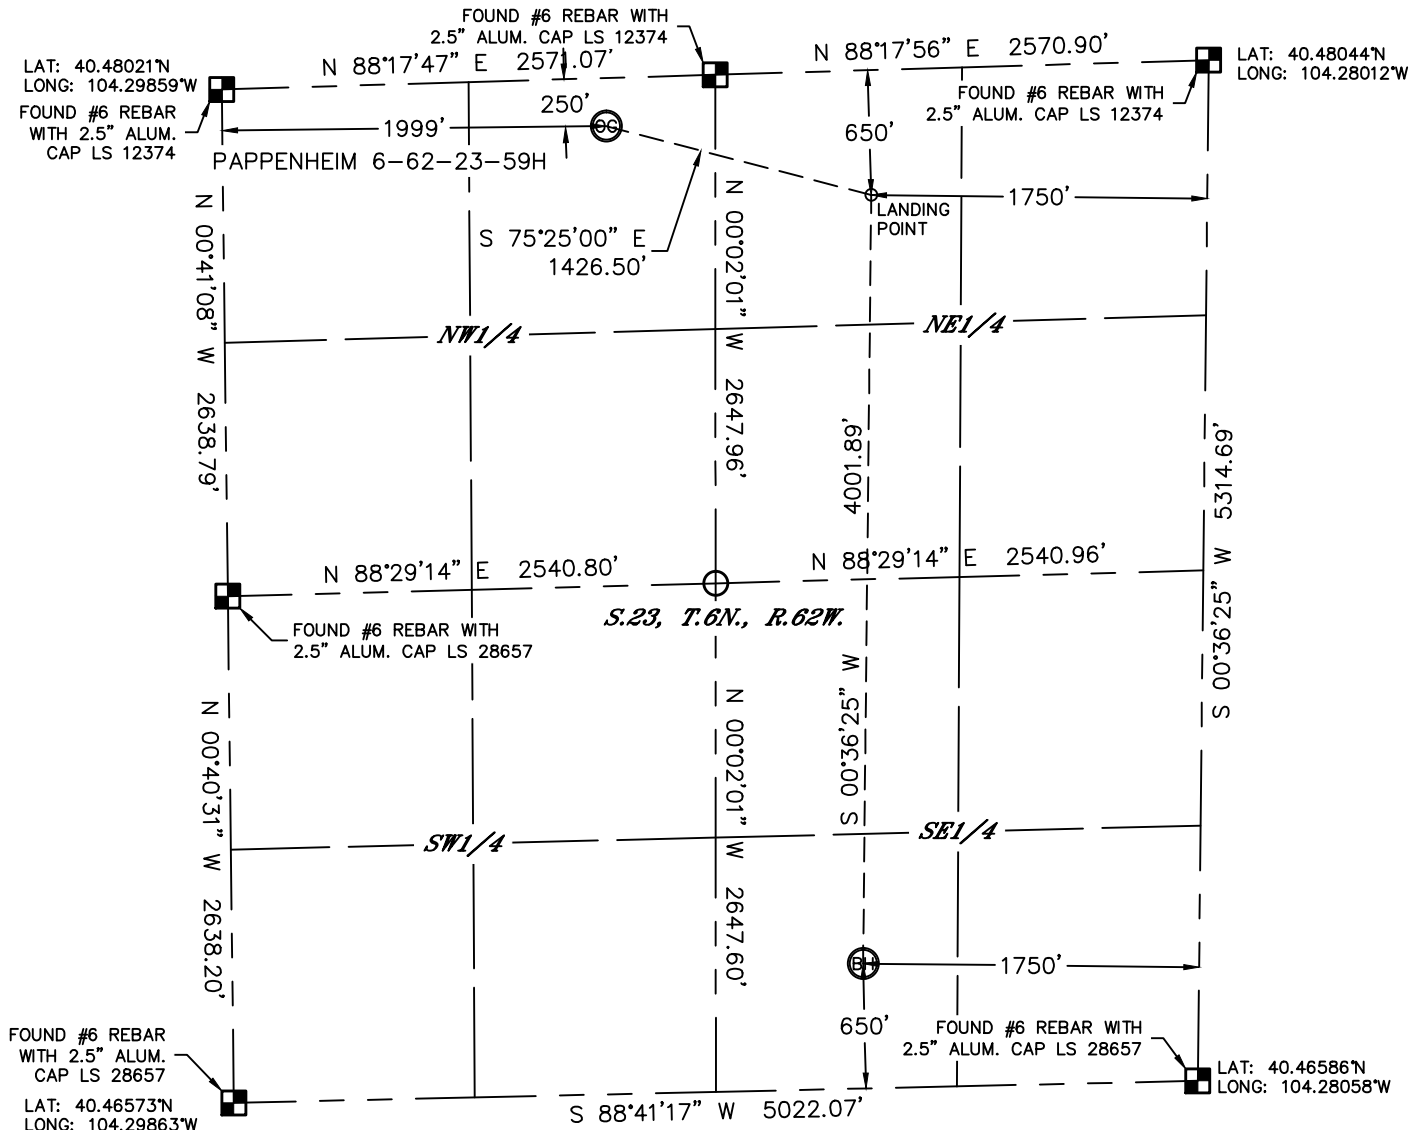 FOUND #6 REBAR WITH
2.5" ALUM. CAP LS 12374
LAT: 40.48021°N
LONG: 104.29859°W
N 88°17'47" E 2571.07'
N 88°17'56" E 2570.90'
LAT: 40.48044°N
LONG: 104.28012°W
FOUND #6 REBAR
WITH 2.5" ALUM.
CAP LS 12374
FOUND #6 REBAR WITH
2.5" ALUM. CAP LS 12374
250'
1999'
OG
650'
PAPPENHEIM 6-62-23-59H
1750'
LANDING
POINT
S 75°25'00" E
1426.50'
N 00°41'08" W 2638.79'
N 00°02'01" W 2647.96'
NW1/4
NE1/4
4001.89'
S 00°36'25" W 5314.69'
N 88°29'14" E 2540.80'
N 88°29'14" E 2540.96'
S.23, T.6N., R.62W.
FOUND #6 REBAR WITH
2.5" ALUM. CAP LS 28657
S 00°36'25" W
N 00°40'31" W 2638.20'
N 00°02'01" W 2647.60'
SW1/4
SE1/4
BH
1750'
650'
FOUND #6 REBAR
WITH 2.5" ALUM.
CAP LS 28657
FOUND #6 REBAR WITH
2.5" ALUM. CAP LS 28657
LAT: 40.46586°N
LONG: 104.28058°W
LAT: 40.46573°N
LONG: 104.29863°W
S 88°41'17" W 5022.07'